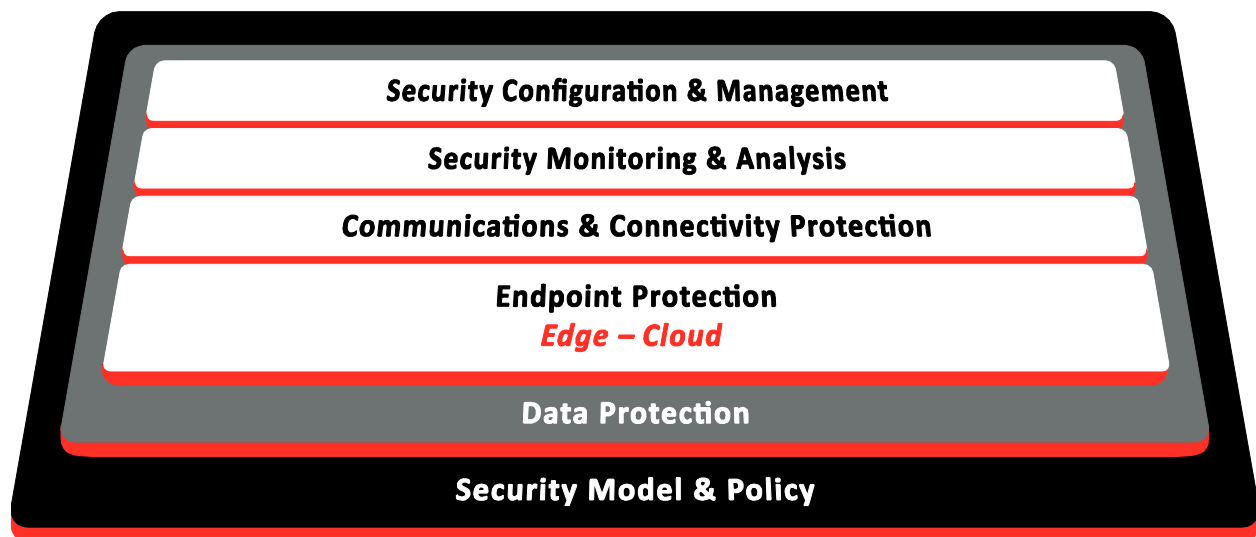 Security Configuration & Management
Security Monitoring & Analysis
Communications & Connectivity Protection
Endpoint Protection
Edge – Cloud
Data Protection
Security Model & Policy